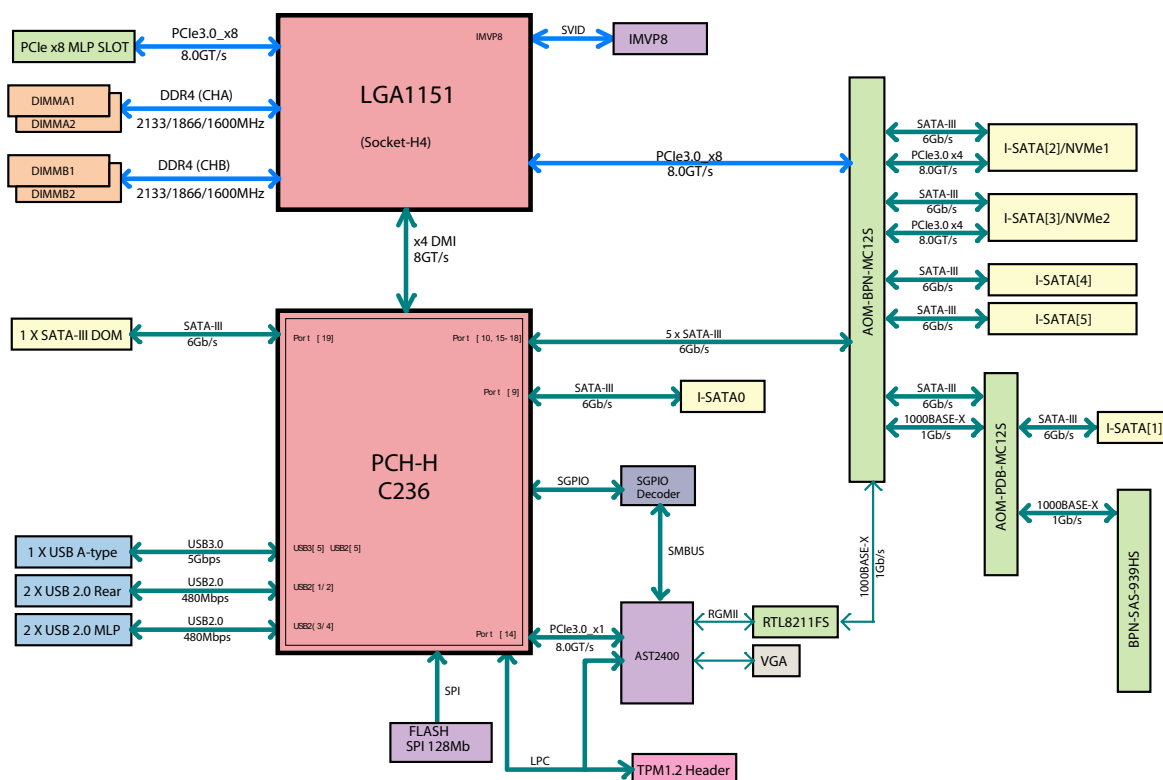 PCIe x8 MLP SLOT
PCIe3.0_x8
8.0GT/s
DIMMA1
DIMMA2
DDR4 (CHA)
2133/1866/1600MHz
DIMMB1
DIMMB2
DDR4 (CHB)
2133/1866/1600MHz
IMVP8
LGA1151
(Socket-H4)
SVID
IMVP8
PCIe3.0_x8
8.0GT/s
x4 DMI
8GT/s
AOM-BPN-MC12S
SATA-III
6Gb/s
PCIe3.0 x4
8.0GT/s
I-SATA[2]/NVMe1
SATA-III
6Gb/s
PCIe3.0 x4
8.0GT/s
I-SATA[3]/NVMe2
SATA-III
6Gb/s
I-SATA[4]
SATA-III
6Gb/s
I-SATA[5]
1 X SATA-III DOM
SATA-III
6Gb/s
Port [19]
Port [10, 15-18]
5 x SATA-III
6Gb/s
Port [9]
SATA-III
6Gb/s
I-SATA0
SATA-III
6Gb/s
1000BASE-X
1Gb/s
AOM-PDB-MC12S
SATA-III
6Gb/s
I-SATA[1]
1000BASE-X
1Gb/s
BPN-SAS-939HS
PCH-H
C236
SGPIO
SGPIO
Decoder
SMBUS
1000BASE-X
1Gb/s
1 X USB A-type
USB3.0
5Gbps
USB3[5] USB2[5]
2 X USB 2.0 Rear
USB2.0
480Mbps
USB2[1/2]
2 X USB 2.0 MLP
USB2.0
480Mbps
USB2(3/4]
Port [14]
PCIe3.0_x1
8.0GT/s
AST2400
RGMII
RTL8211FS
VGA
SPI
FLASH
SPI 128Mb
LPC
TPM1.2 Header